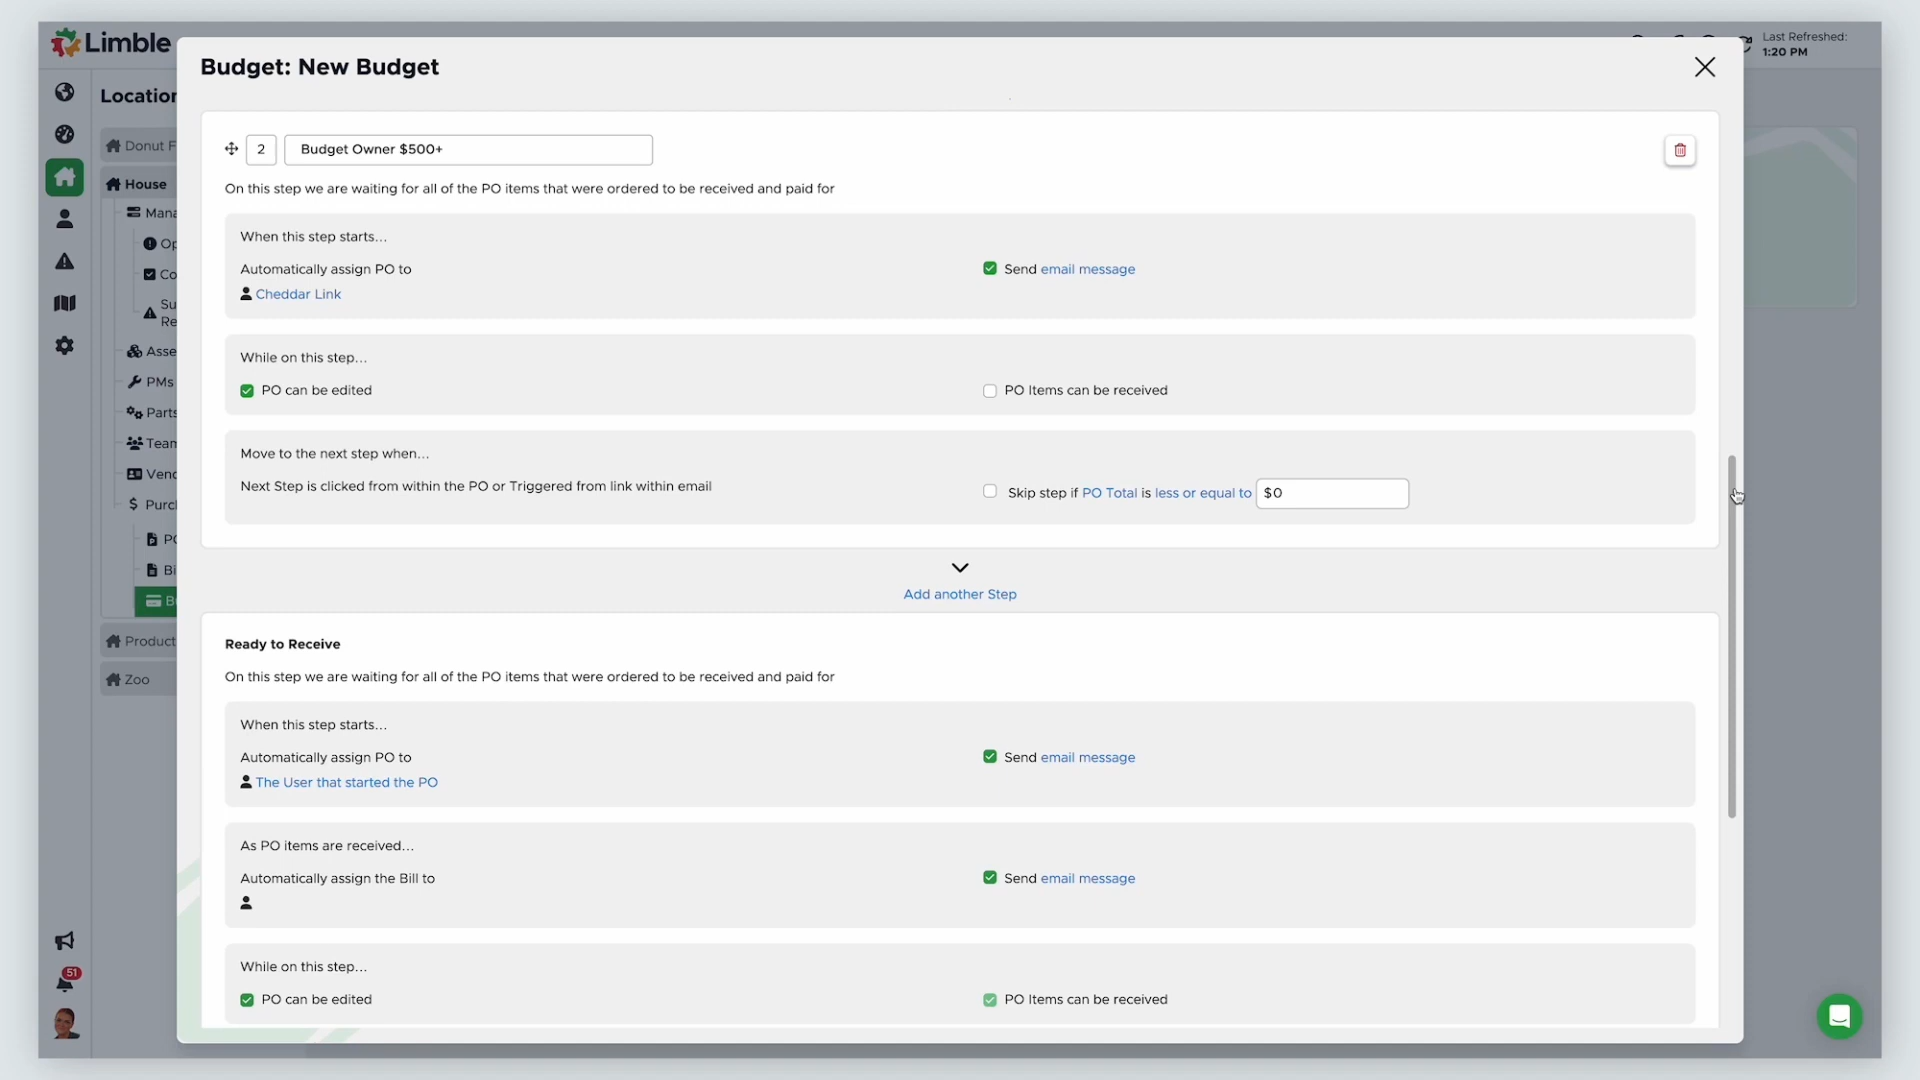 Limble
Last Refreshed:
1:20 PM
Budget: New Budget
Location
Donut F
House
Mana
Op
Co
Su
Re
Asse
PMs
Parts
Team
Vend
$ Purch
PO
Bi
Bu
Product
Zoo
51
2
Budget Owner $500+
On this step we are waiting for all of the PO items that were ordered to be received and paid for
When this step starts...
Automatically assign PO to
Send email message
Cheddar Link
While on this step...
PO can be edited
PO Items can be received
Move to the next step when...
Next Step is clicked from within the PO or Triggered from link within email
Skip step if PO Total is less or equal to $0
Add another Step
Ready to Receive
On this step we are waiting for all of the PO items that were ordered to be received and paid for
When this step starts...
Automatically assign PO to
Send email message
The User that started the PO
As PO items are received...
Automatically assign the Bill to
Send email message
While on this step...
PO can be edited
PO Items can be received